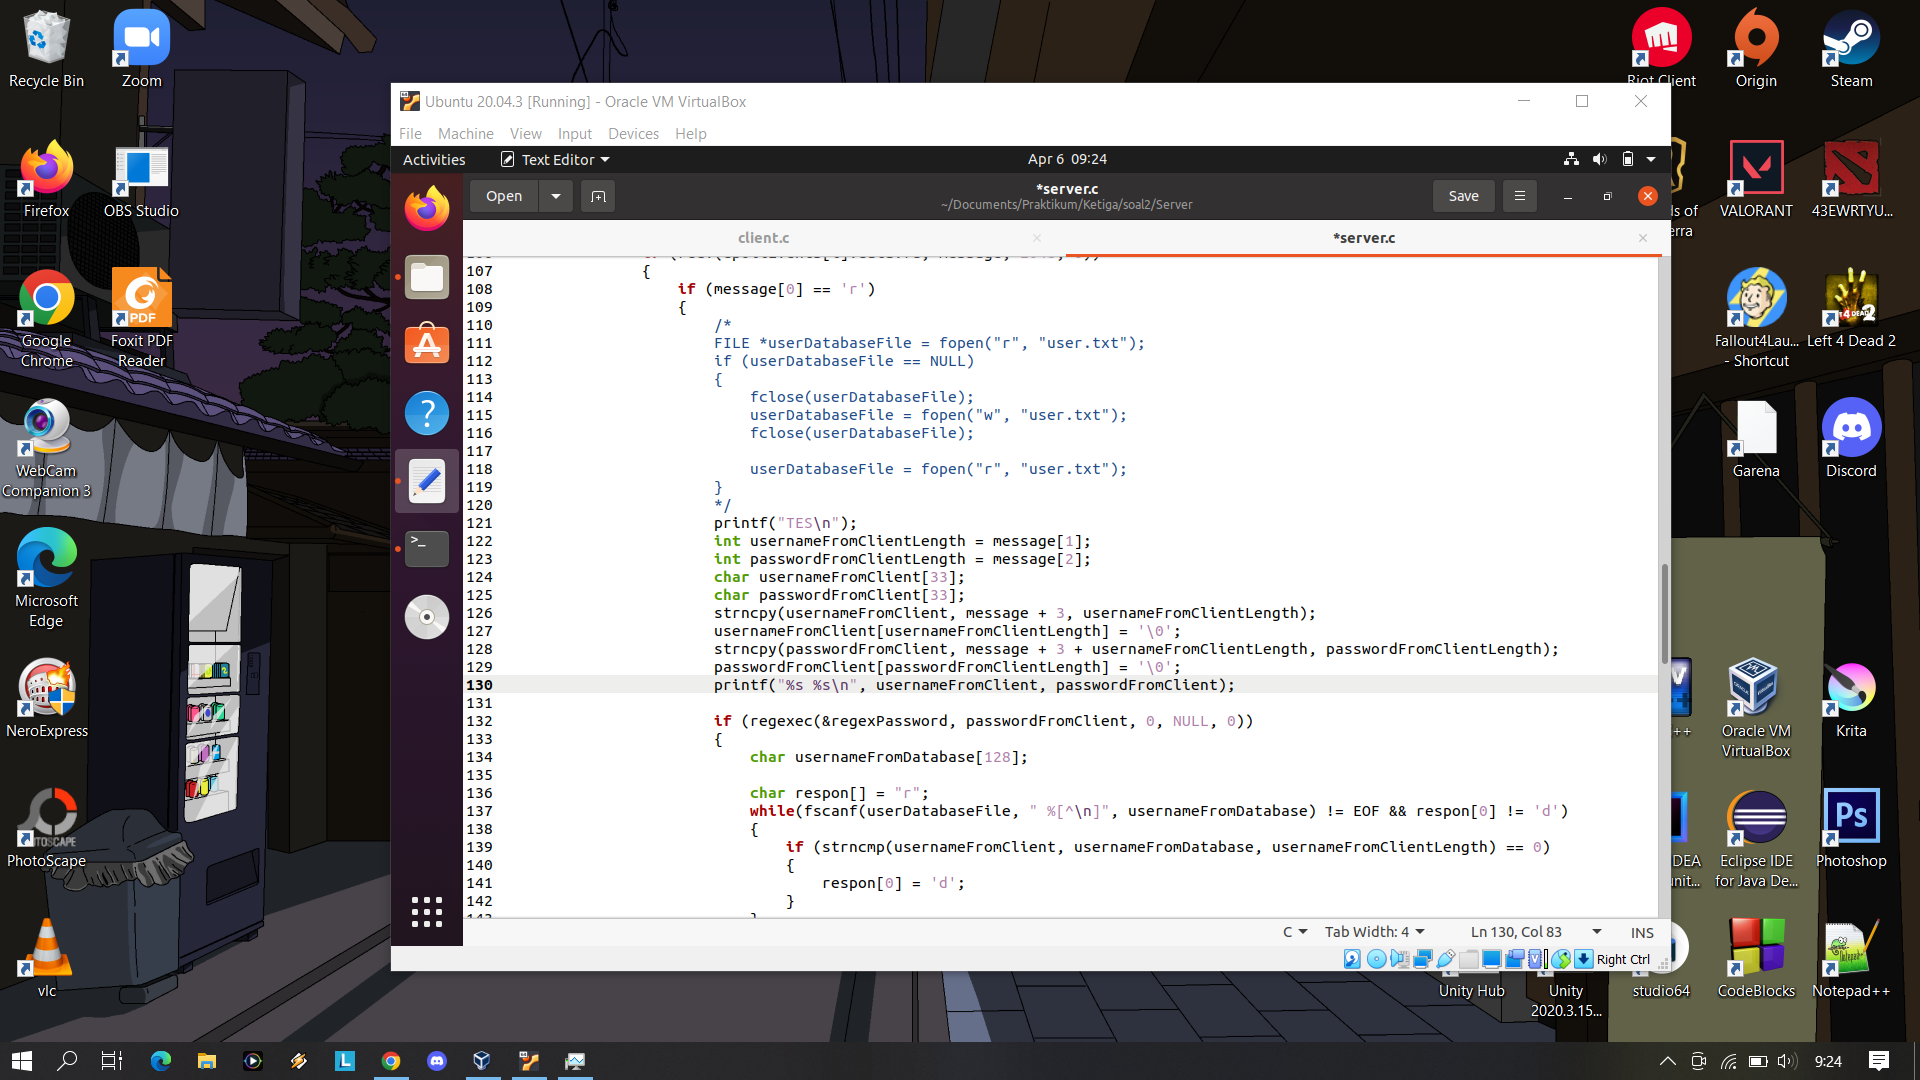 Recycle Bin
Zoom
Firefox
OBS Studio
Google
Chrome
Foxit PDF
Reader
PDF
WebCam
Companion 3
Microsoft
Edge
NeroExpress
PhotoScape
vlc
Riot Client
Origin
Steam
VALORANT
43EWRTYU...
Fallout4Lau...
- Shortcut
Left 4 Dead 2
Garena
Discord
Oracle VM
VirtualBox
Krita
Eclipse IDE
for Java De...
Photoshop
Ps
Unity Hub
Unity
2020.3.15...
studio64
CodeBlocks
Notepad++
Ubuntu 20.04.3 [Running] - Oracle VM VirtualBox
File Machine View Input Devices Help
Activities Text Editor Apr 6 09:24
Open *server.c Save
~/Documents/Praktikum/Ketiga/soal2/Server
client.c *server.c
107 {
108 if (message[0] == 'r')
109 {
110 /*
111 FILE *userDatabaseFile = fopen("r", "user.txt");
112 if (userDatabaseFile == NULL)
113 {
114 fclose(userDatabaseFile);
115 userDatabaseFile = fopen("w", "user.txt");
116 fclose(userDatabaseFile);
117
118 userDatabaseFile = fopen("r", "user.txt");
119 }
120 */
121 printf("TES\n");
122 int usernameFromClientLength = message[1];
123 int passwordFromClientLength = message[2];
124 char usernameFromClient[33];
125 char passwordFromClient[33];
126 strncpy(usernameFromClient, message + 3, usernameFromClientLength);
127 usernameFromClient[usernameFromClientLength] = '\0';
128 strncpy(passwordFromClient, message + 3 + usernameFromClientLength, passwordFromClientLength);
129 passwordFromClient[passwordFromClientLength] = '\0';
130 printf("%s %s\n", usernameFromClient, passwordFromClient);
131
132 if (regexec(&regexPassword, passwordFromClient, 0, NULL, 0))
133 {
134 char usernameFromDatabase[128];
135
136 char respon[] = "r";
137 while(fscanf(userDatabaseFile, " %[^\n]", usernameFromDatabase) != EOF && respon[0] != 'd')
138 {
139 if (strncmp(usernameFromClient, usernameFromDatabase, usernameFromClientLength) == 0)
140 {
141 respon[0] = 'd';
142 }
C Tab Width: 4 Ln 130, Col 83 INS
Right Ctrl
9:24